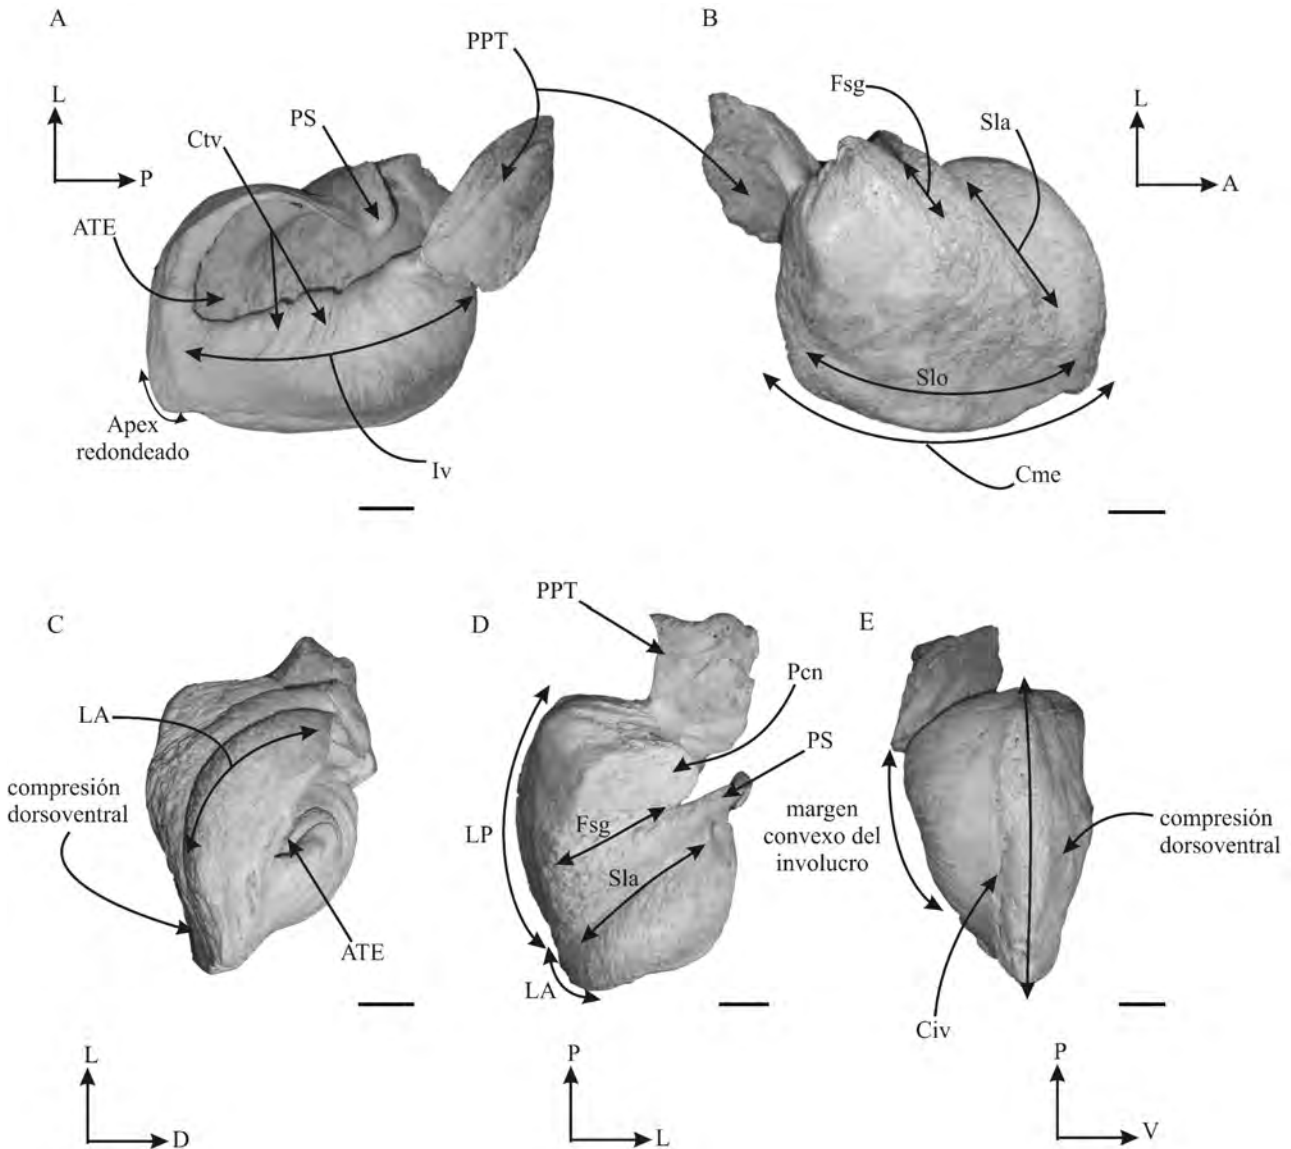 A
PPT
B
L
P
Ctv
PS
ATE
Apex
redondeado
Iv
Fsg
Sla
L
A
Slo
Cme
C
LA
compresión
dorsoventral
ATE
L
D
D
PPT
Pcn
PS
LP
Fsg
Sla
LA
P
L
E
margen
convexo del
involucro
compresión
dorsoventral
Civ
P
V